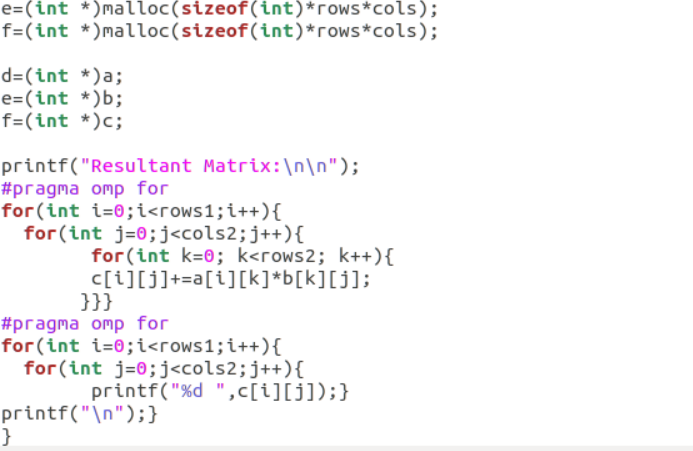 e=(int *)malloc(sizeof(int)*rows*cols);
f=(int *)malloc(sizeof(int)*rows*cols);

d=(int *)a;
e=(int *)b;
f=(int *)c;

printf("Resultant Matrix:\n\n");
#pragma omp for
for(int i=0;i<rows1;i++){
  for(int j=0;j<cols2;j++){
        for(int k=0; k<rows2; k++){
        c[i][j]+=a[i][k]*b[k][j];
       }}}
#pragma omp for
for(int i=0;i<rows1;i++){
  for(int j=0;j<cols2;j++){
        printf("%d ",c[i][j]);}
printf("\n");}
}